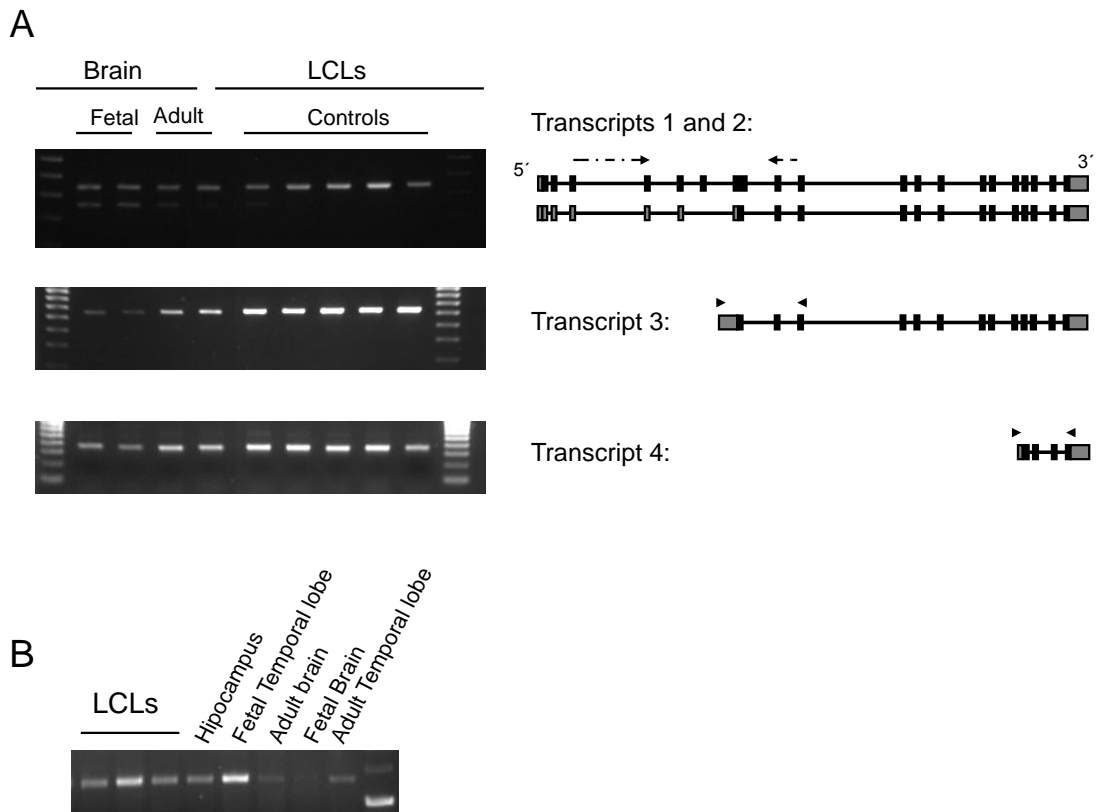 A
Brain
LCLs
Fetal
Adult
Controls
Transcripts 1 and 2:
5´
3´
Transcript 3:
Transcript 4:
B
LCLs
Hipocampus
Fetal Temporal lobe
Adult brain
Fetal Brain
Adult Temporal lobe